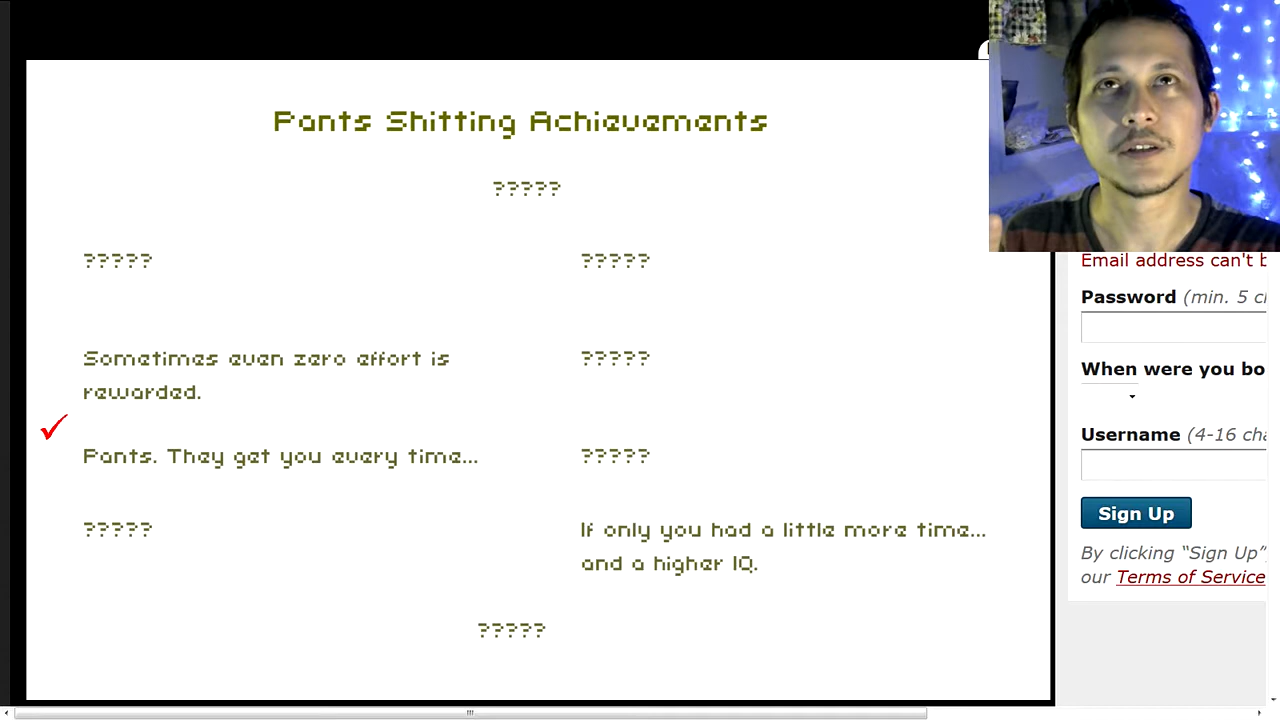 Pants Shitting Achievements
?????
?????
?????
Sometimes even zero effort is
rewarded.
?????
Pants. They get you every time...
?????
?????
If only you had a little more time...
and a higher IQ.
?????
Email address can't
Password (min. 5
When were you
Username (4-16
Sign Up
By clicking “Sign Up”
our Terms of Service